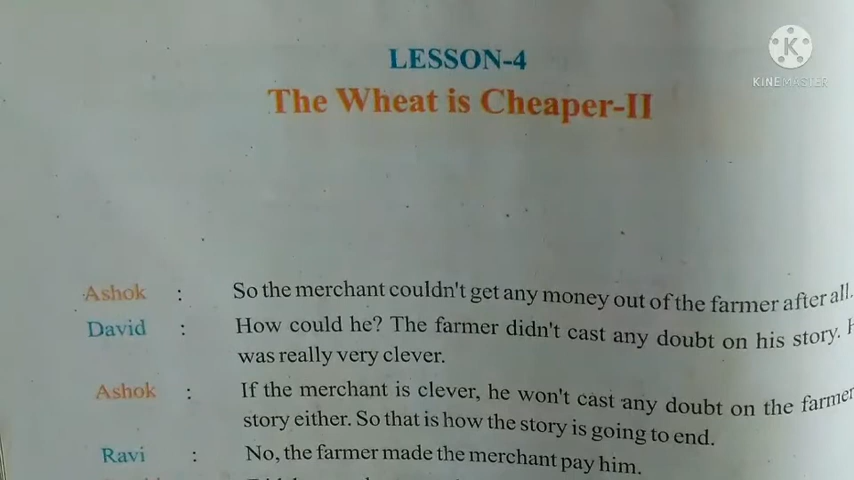 LESSON-4
K
KINEMASTER
The Wheat is Cheaper-II
Ashok : So the merchant couldn't get any money out of the farmer after all.
David : How could he? The farmer didn't cast any doubt on his story.
was really very clever.
Ashok : If the merchant is clever, he won't cast any doubt on the farmer
story either. So that is how the story is going to end.
Ravi : No, the farmer made the merchant pay him.